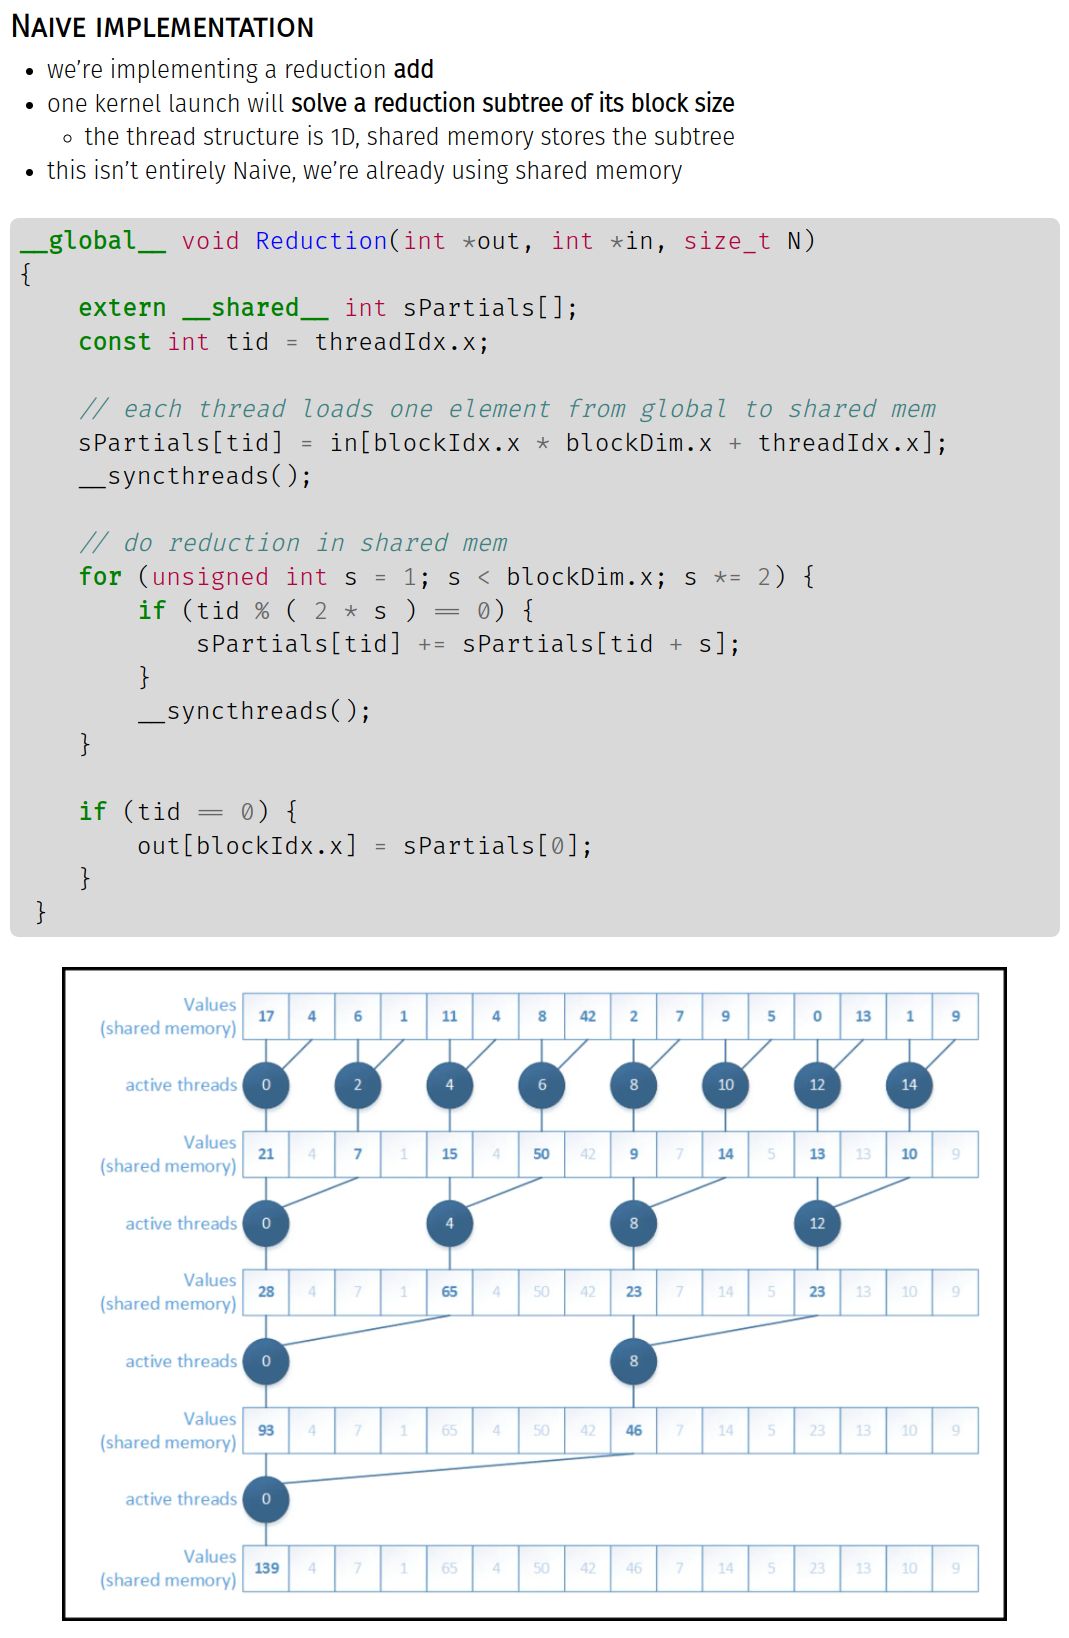 NAIVE IMPLEMENTATION
• we're implementing a reduction add
• one kernel launch will solve a reduction subtree of its block size
◦ the thread structure is 1D, shared memory stores the subtree
• this isn't entirely Naive, we're already using shared memory
__global__ void Reduction(int *out, int *in, size_t N)
{
    extern __shared__ int sPartials[];
    const int tid = threadIdx.x;
    // each thread loads one element from global to shared mem
    sPartials[tid] = in[blockIdx.x * blockDim.x + threadIdx.x];
    __syncthreads();
    // do reduction in shared mem
    for (unsigned int s = 1; s < blockDim.x; s *= 2) {
        if (tid % ( 2 * s ) == 0) {
            sPartials[tid] += sPartials[tid + s];
        }
        __syncthreads();
    }
    if (tid == 0) {
        out[blockIdx.x] = sPartials[0];
    }
}
Values
(shared memory) 17 4 6 1 11 4 8 42 2 7 9 5 0 13 1 9
active threads 0 2 4 6 8 10 12 14
Values
(shared memory) 21 4 7 1 15 4 50 42 9 7 14 5 13 13 10 9
active threads 0 4 8 12
Values
(shared memory) 28 4 7 1 65 4 50 42 23 7 14 5 23 13 10 9
active threads 0 8
Values
(shared memory) 93 4 7 1 65 4 50 42 46 7 14 5 23 13 10 9
active threads 0
Values
(shared memory) 139 4 7 1 65 4 50 42 46 7 14 5 23 13 10 9